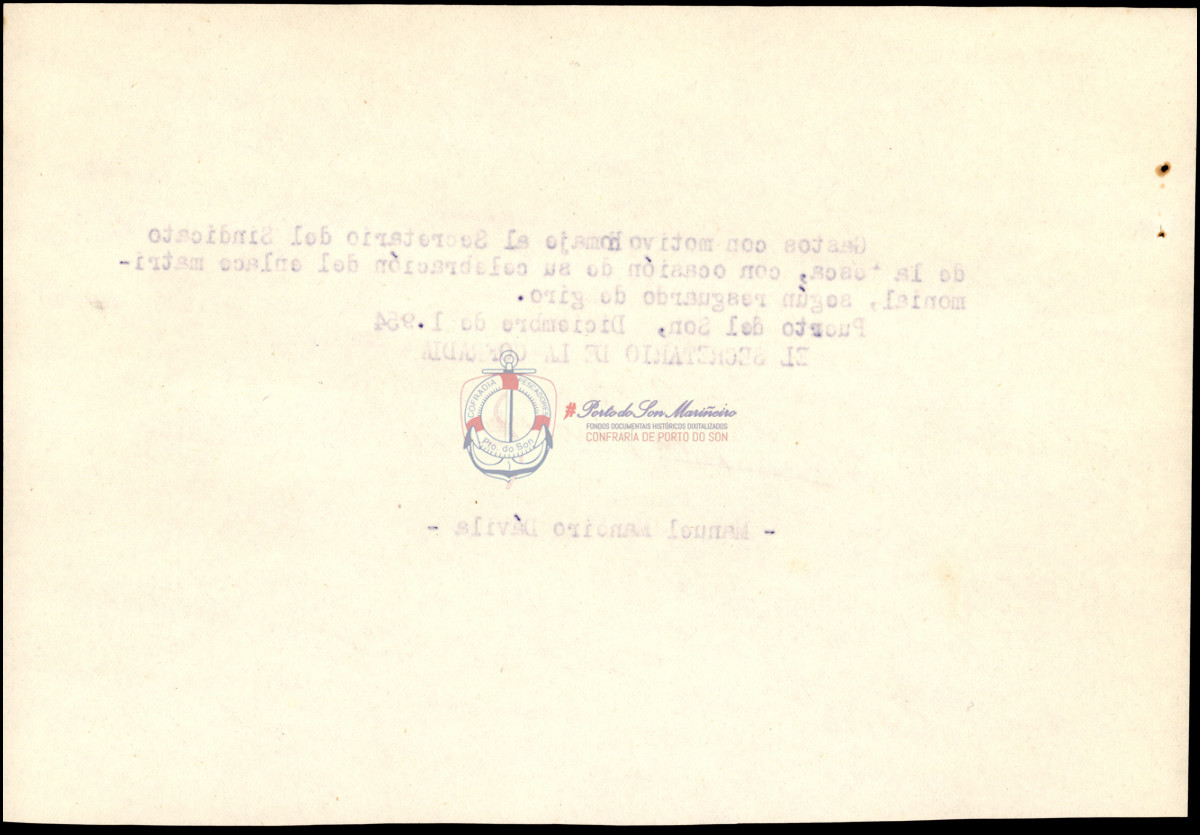 Gastos con motivo Homaje al Secretario del Sindicato
de la Pesca, con ocasión de su celebración del enlace matri-
monial, según resguardo de giro.
Puerto del Son, Diciembre de 1.954
EL SECRETARIO DE LA COFRADIA
COFRADIA PESCADORES
Pto. do Son
#Porto do Son Mariñeiro
FONDOS DOCUMENTAIS HISTÓRICOS DIXITALIZADOS
CONFRARÍA DE PORTO DO SON
- Manuel Maneiro Dávila -